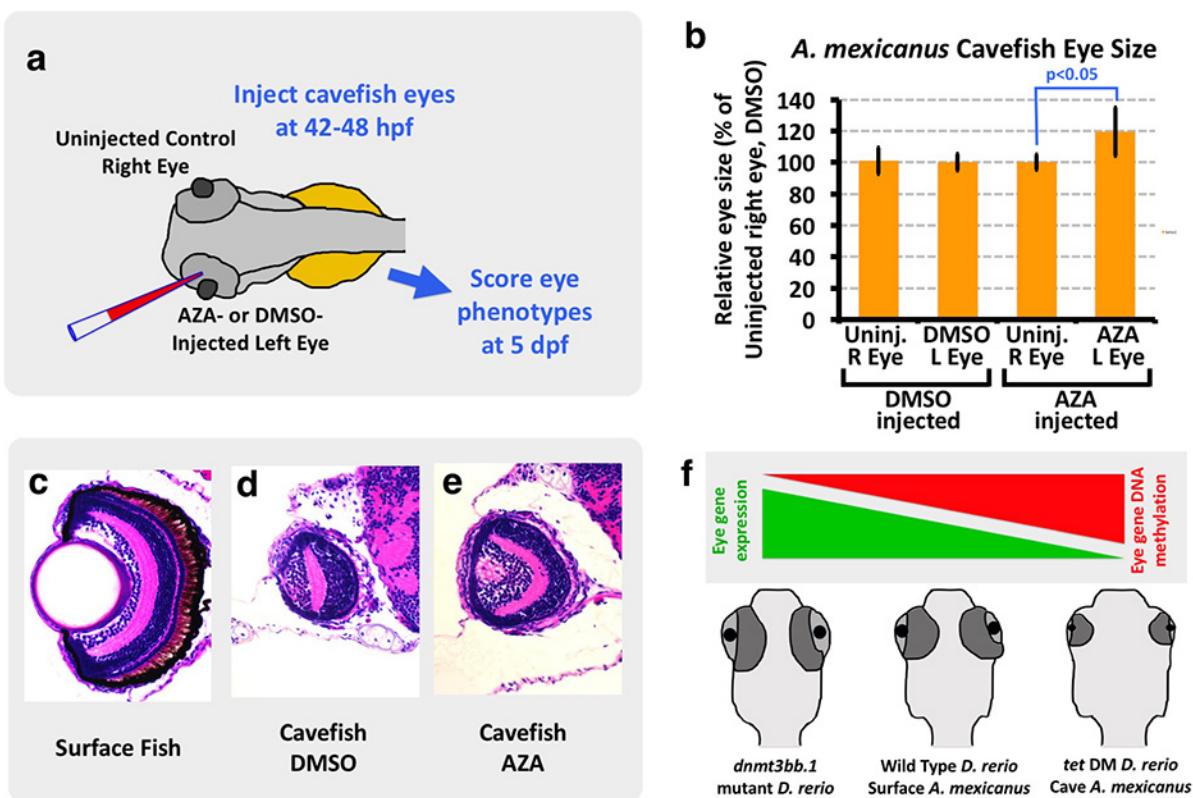 a
Inject cavefish eyes
at 42-48 hpf
Uninjected Control
Right Eye
AZA- or DMSO-
Injected Left Eye
Score eye
phenotypes
at 5 dpf
b
A. mexicanus Cavefish Eye Size
p<0.05
Relative eye size (% of
Uninjected right eye, DMSO)
140
120
100
80
60
40
20
0
Uninj.
R Eye
DMSO
L Eye
Uninj.
R Eye
AZA
L Eye
DMSO
injected
AZA
injected
c
d
e
Surface Fish
Cavefish
DMSO
Cavefish
AZA
f
Eye gene
expression
Eye gene DNA
methylation
dnmt3bb.1
mutant D. rerio
Wild Type D. rerio
Surface A. mexicanus
tet DM D. rerio
Cave A. mexicanus